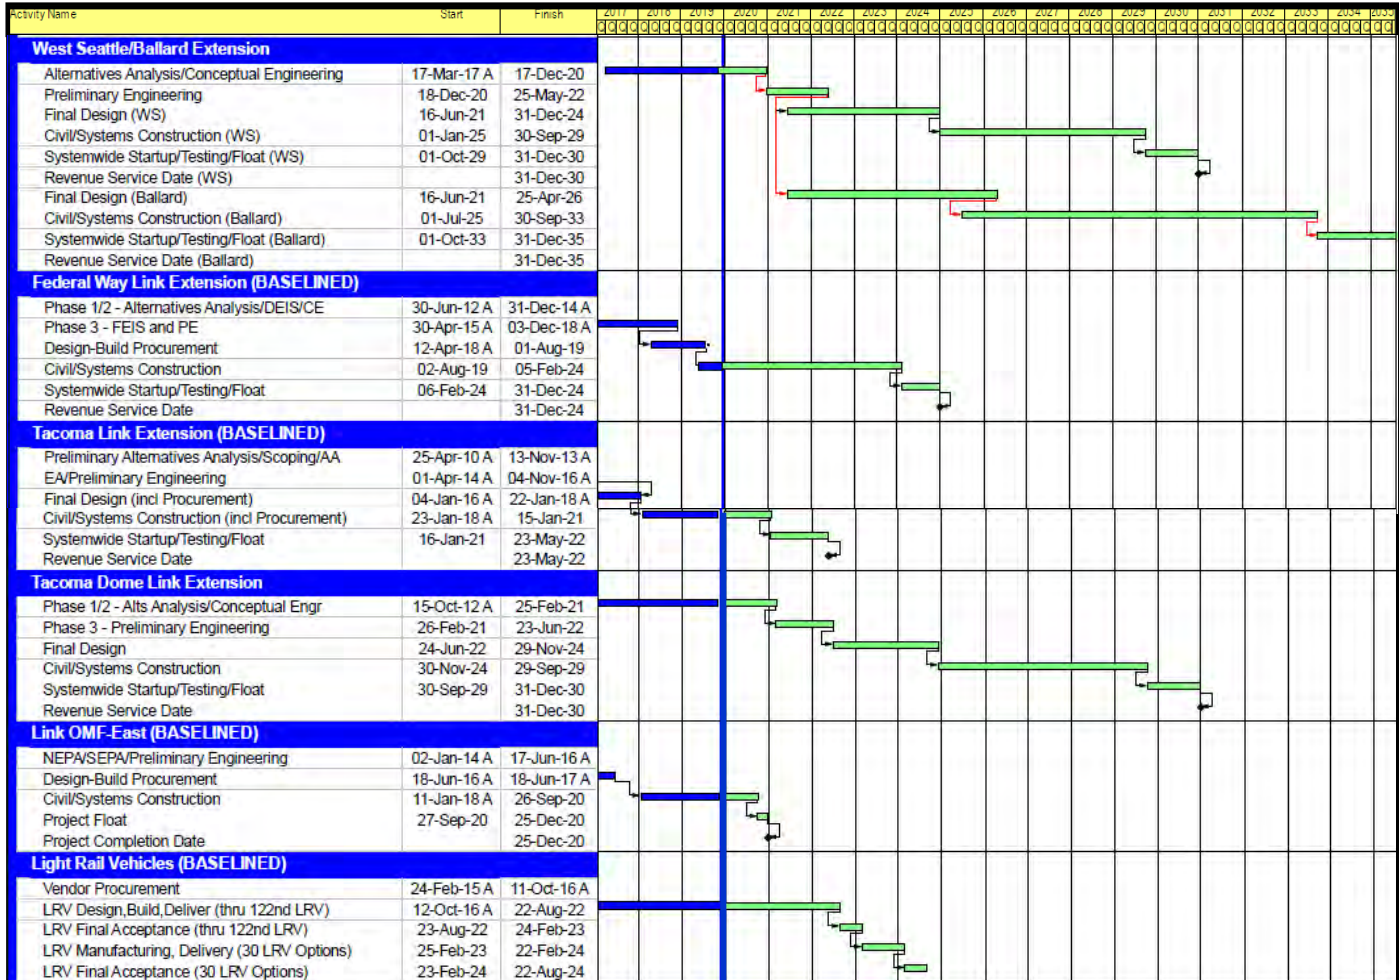 Activity Name Start Finish 2017 2018 2019 2020 2021 2022 2023 2024 2025 2026 2027 2028 2029 2030 2031 2032 2033 2034 2035
West Seattle/Ballard Extension
Alternatives Analysis/Conceptual Engineering 17-Mar-17 A 17-Dec-20
Preliminary Engineering 18-Dec-20 25-May-22
Final Design (WS) 16-Jun-21 31-Dec-24
Civil/Systems Construction (WS) 01-Jan-25 30-Sep-29
Systemwide Startup/Testing/Float (WS) 01-Oct-29 31-Dec-30
Revenue Service Date (WS) 31-Dec-30
Final Design (Ballard) 16-Jun-21 25-Apr-26
Civil/Systems Construction (Ballard) 01-Jul-25 30-Sep-33
Systemwide Startup/Testing/Float (Ballard) 01-Oct-33 31-Dec-35
Revenue Service Date (Ballard) 31-Dec-35
Federal Way Link Extension (BASELINED)
Phase 1/2 - Alternatives Analysis/DEIS/CE 30-Jun-12 A 31-Dec-14 A
Phase 3 - FEIS and PE 30-Apr-15 A 03-Dec-18 A
Design-Build Procurement 12-Apr-18 A 01-Aug-19
Civil/Systems Construction 02-Aug-19 05-Feb-24
Systemwide Startup/Testing/Float 06-Feb-24 31-Dec-24
Revenue Service Date 31-Dec-24
Tacoma Link Extension (BASELINED)
Preliminary Alternatives Analysis/Scoping/AA 25-Apr-10 A 13-Nov-13 A
EA/Preliminary Engineering 01-Apr-14 A 04-Nov-16 A
Final Design (incl Procurement) 04-Jan-16 A 22-Jan-18 A
Civil/Systems Construction (incl Procurement) 23-Jan-18 A 15-Jan-21
Systemwide Startup/Testing/Float 16-Jan-21 23-May-22
Revenue Service Date 23-May-22
Tacoma Dome Link Extension
Phase 1/2 - Alts Analysis/Conceptual Engr 15-Oct-12 A 25-Feb-21
Phase 3 - Preliminary Engineering 26-Feb-21 23-Jun-22
Final Design 24-Jun-22 29-Nov-24
Civil/Systems Construction 30-Nov-24 29-Sep-29
Systemwide Startup/Testing/Float 30-Sep-29 31-Dec-30
Revenue Service Date 31-Dec-30
Link OMF-East (BASELINED)
NEPA/SEPA/Preliminary Engineering 02-Jan-14 A 17-Jun-16 A
Design-Build Procurement 18-Jun-16 A 18-Jun-17 A
Civil/Systems Construction 11-Jan-18 A 26-Sep-20
Project Float 27-Sep-20 25-Dec-20
Project Completion Date 25-Dec-20
Light Rail Vehicles (BASELINED)
Vendor Procurement 24-Feb-15 A 11-Oct-16 A
LRV Design,Build,Deliver (thru 122nd LRV) 12-Oct-16 A 22-Aug-22
LRV Final Acceptance (thru 122nd LRV) 23-Aug-22 24-Feb-23
LRV Manufacturing, Delivery (30 LRV Options) 25-Feb-23 22-Feb-24
LRV Final Acceptance (30 LRV Options) 23-Feb-24 22-Aug-24